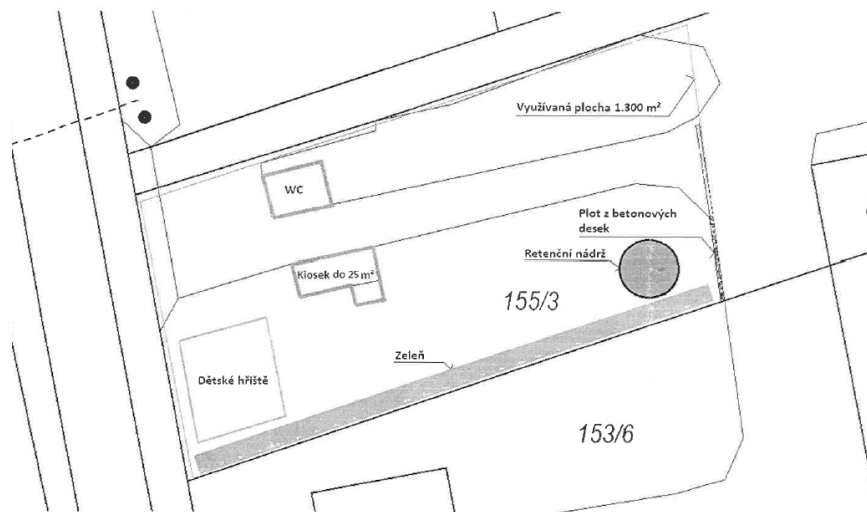 Využívaná plocha 1.300 m²
WC
Plot z betonových
desek
Retenční nádrž
Kiosek do 25 m²
155/3
Zeleň
Dětské hřiště
153/6